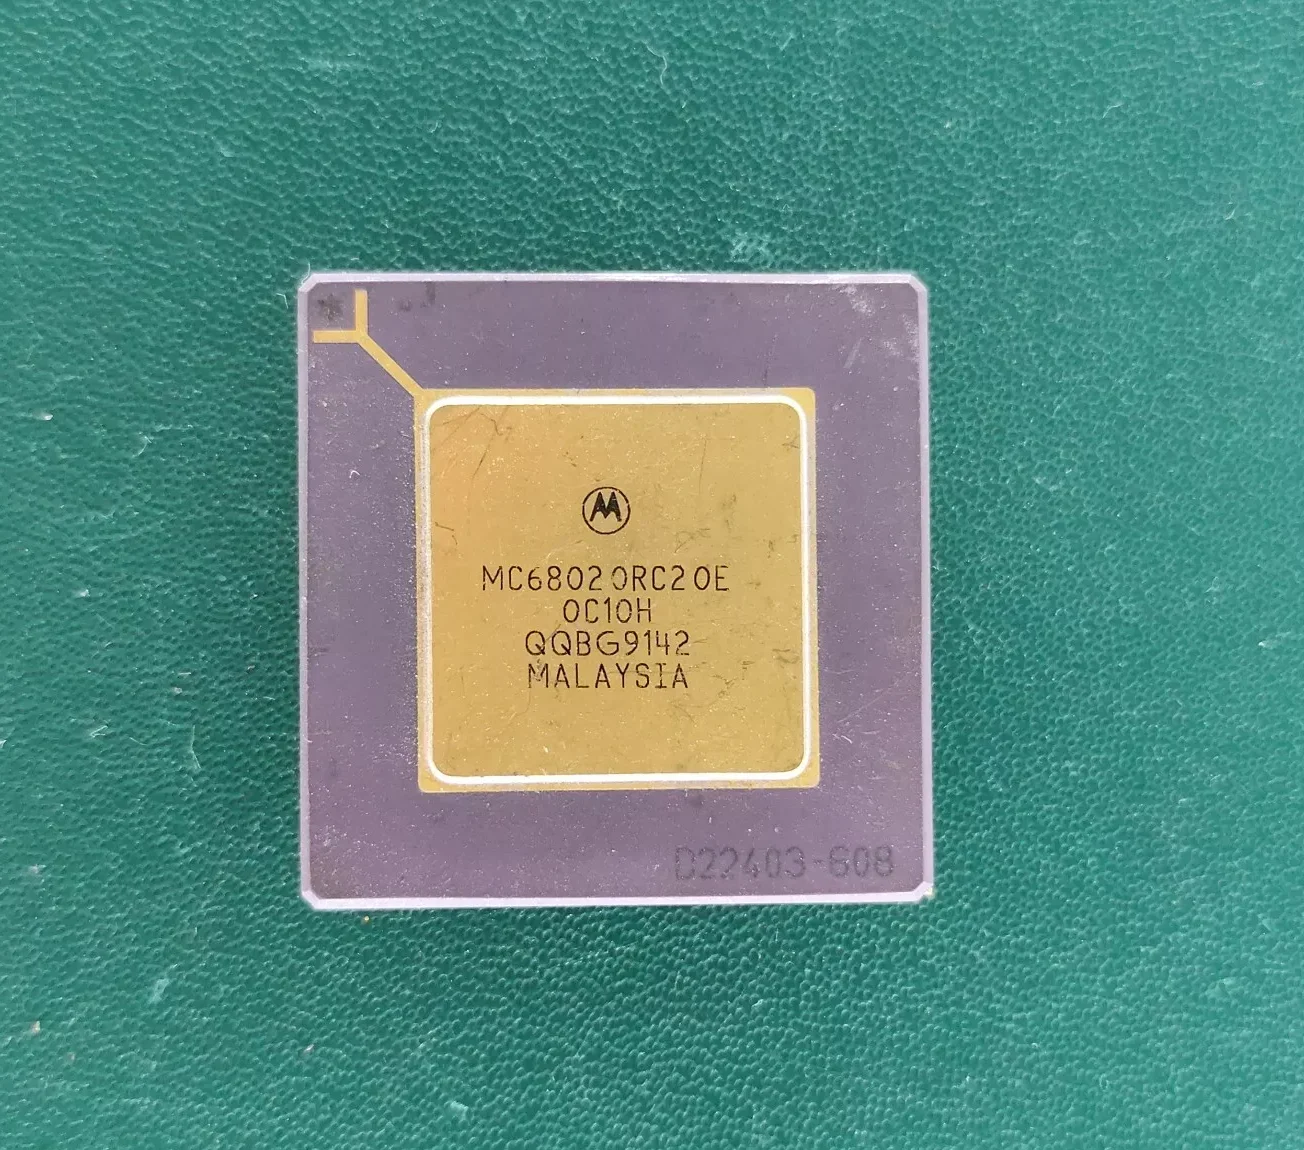 MC68020RC20E
0C10H
QQBG9142
MALAYSIA
D22403-608